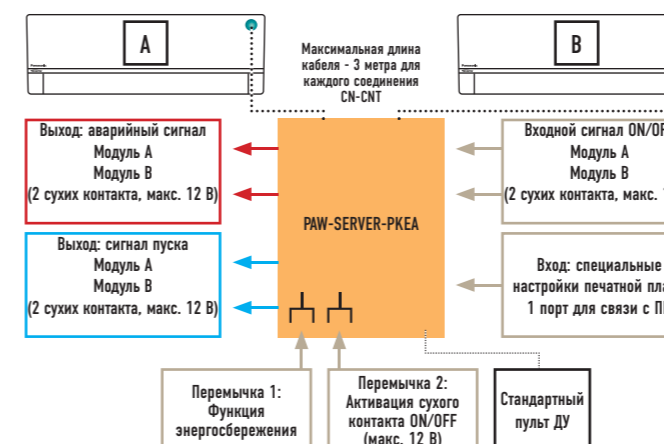 A
B
Максимальная длина
кабеля - 3 метра для
каждого соединения
CN-CNT
Выход: аварийный сигнал
Модуль А
Модуль В
(2 сухих контакта, макс. 12 В)
Выход: сигнал пуска
Модуль А
Модуль В
(2 сухих контакта, макс. 12 В)
PAW-SERVER-PKEA
Входной сигнал ON/OF
Модуль А
Модуль В
(2 сухих контакта, макс.
Вход: специальные
настройки печатной пла
1 порт для связи с П
Перемычка 1:
Функция
энергосбережения
Перемычка 2:
Активация сухого
контакта ON/OFF
(макс. 12 В)
Стандартный
пульт ДУ